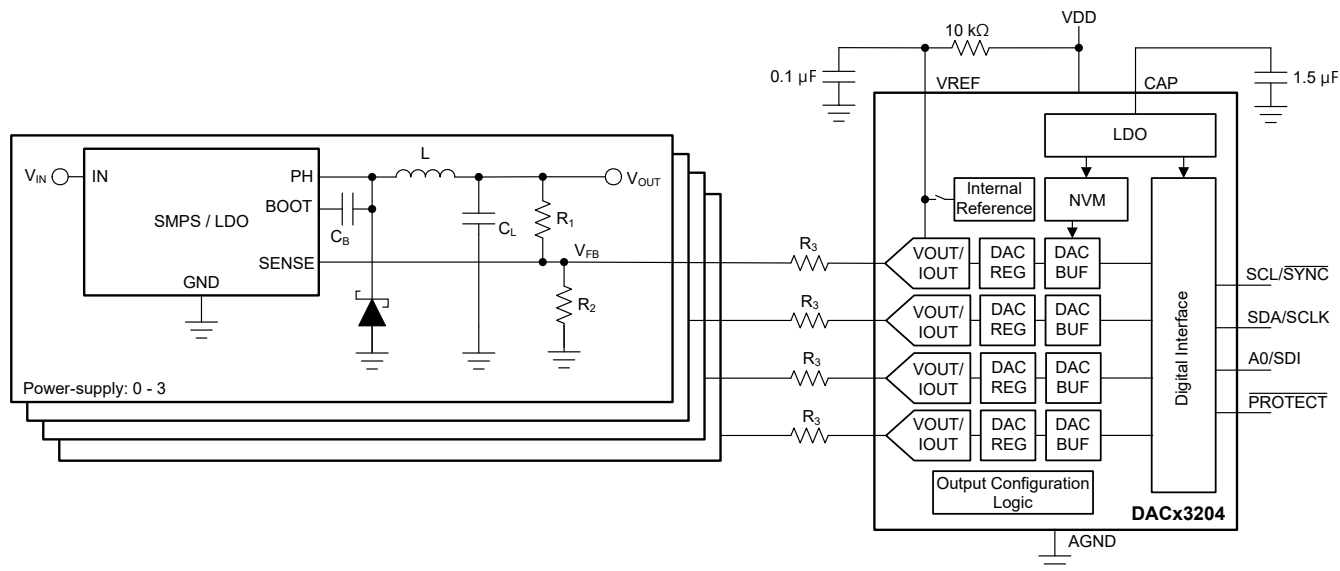 VDD
10 kΩ
0.1 µF
1.5 µF
VREF
CAP
LDO
Internal
Reference
NVM
VOUT/
IOUT
DAC
REG
DAC
BUF
VOUT/
IOUT
DAC
REG
DAC
BUF
VOUT/
IOUT
DAC
REG
DAC
BUF
VOUT/
IOUT
DAC
REG
DAC
BUF
Digital Interface
Output Configuration
Logic
DACx3204
AGND
SCL/SYNC
SDA/SCLK
A0/SDI
PROTECT
R3
R3
R3
R3
VIN
IN
SMPS / LDO
PH
BOOT
SENSE
GND
L
CB
CL
R1
R2
VFB
VOUT
Power-supply: 0 - 3